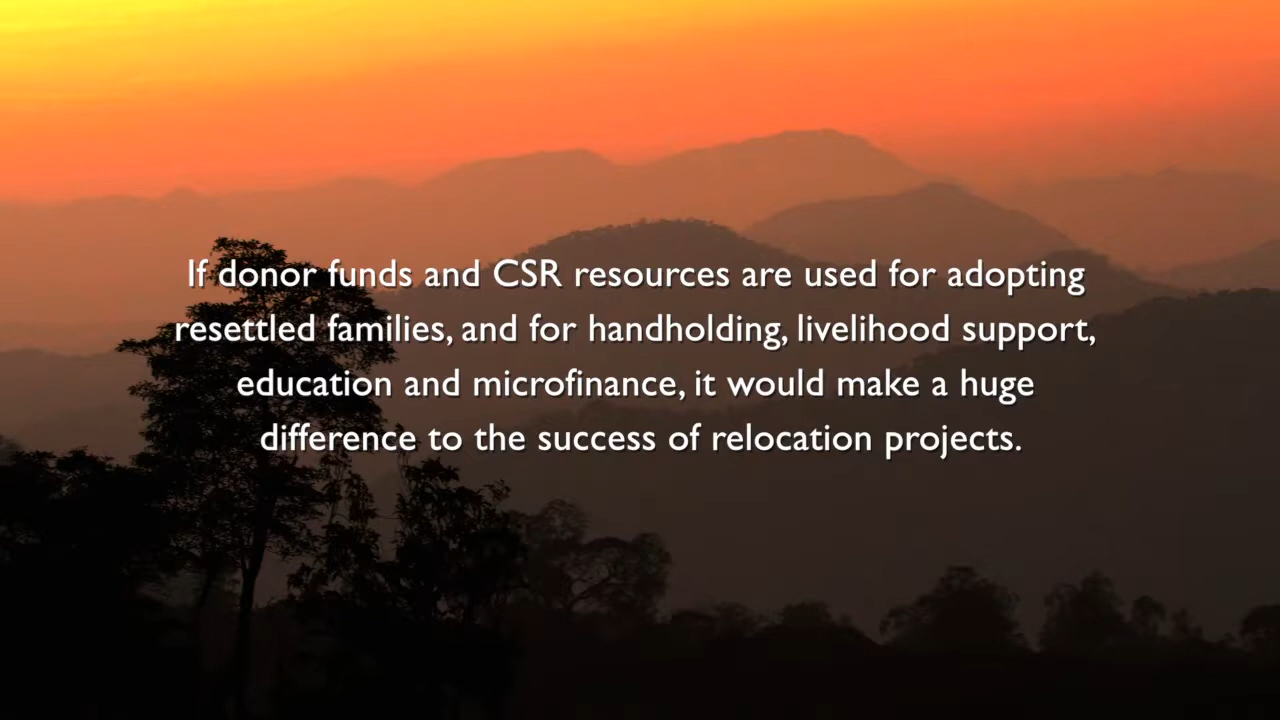 If donor funds and CSR resources are used for adopting
resettled families, and for handholding, livelihood support,
education and microfinance, it would make a huge
difference to the success of relocation projects.